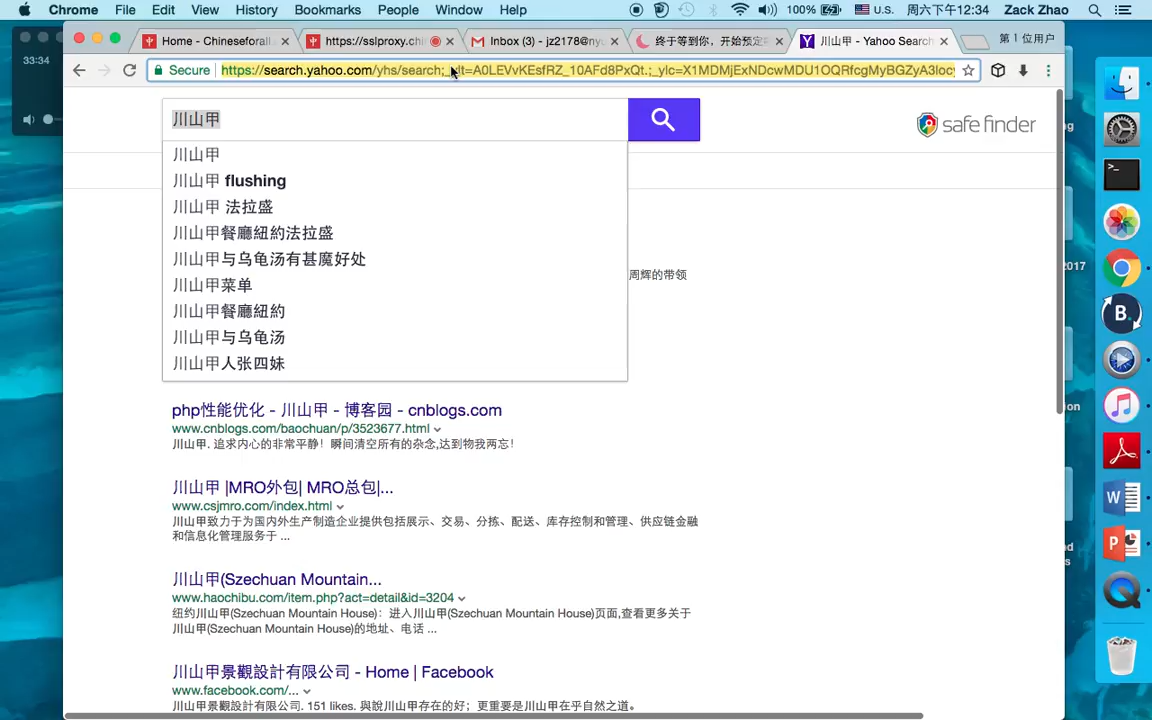 Chrome File Edit View History Bookmarks People Window Help 100% U.S. 周六下午12:34 Zack Zhao
33:34
Home - Chineseforall
https://sslproxy.chi
Inbox (3) - jz2178@nyu
终于等到你，开始预定
川山甲 - Yahoo Search
第 1 位用户
Secure https://search.yahoo.com/yhs/search;
川山甲
safe finder
川山甲
川山甲 flushing
川山甲 法拉盛
川山甲餐廳紐約法拉盛
川山甲与乌龟汤有甚魔好处
川山甲菜单
川山甲餐廳紐約
川山甲与乌龟汤
川山甲人张四妹
周辉的带领
2017
php性能优化 - 川山甲 - 博客园 - cnblogs.com
www.cnblogs.com/baochuan/p/3523677.html
川山甲. 追求内心的非常平静！瞬间清空所有的杂念,达到物我两忘！
川山甲 |MRO外包| MRO总包|...
www.csjmro.com/index.html
川山甲致力于为国内外生产制造企业提供包括展示、交易、分拣、配送、库存控制和管理、供应链金融
和信息化管理服务于 ...
川山甲(Szechuan Mountain...
www.haochibu.com/item.php?act=detail&id=3204
纽约川山甲(Szechuan Mountain House)：进入川山甲(Szechuan Mountain House)页面,查看更多关于
川山甲(Szechuan Mountain House)的地址、电话 ...
川山甲景觀設計有限公司 - Home | Facebook
www.facebook.com/...
川山甲景觀設計有限公司. 151 likes. 與說川山甲存在的好；更重要是川山甲在乎自然之道。